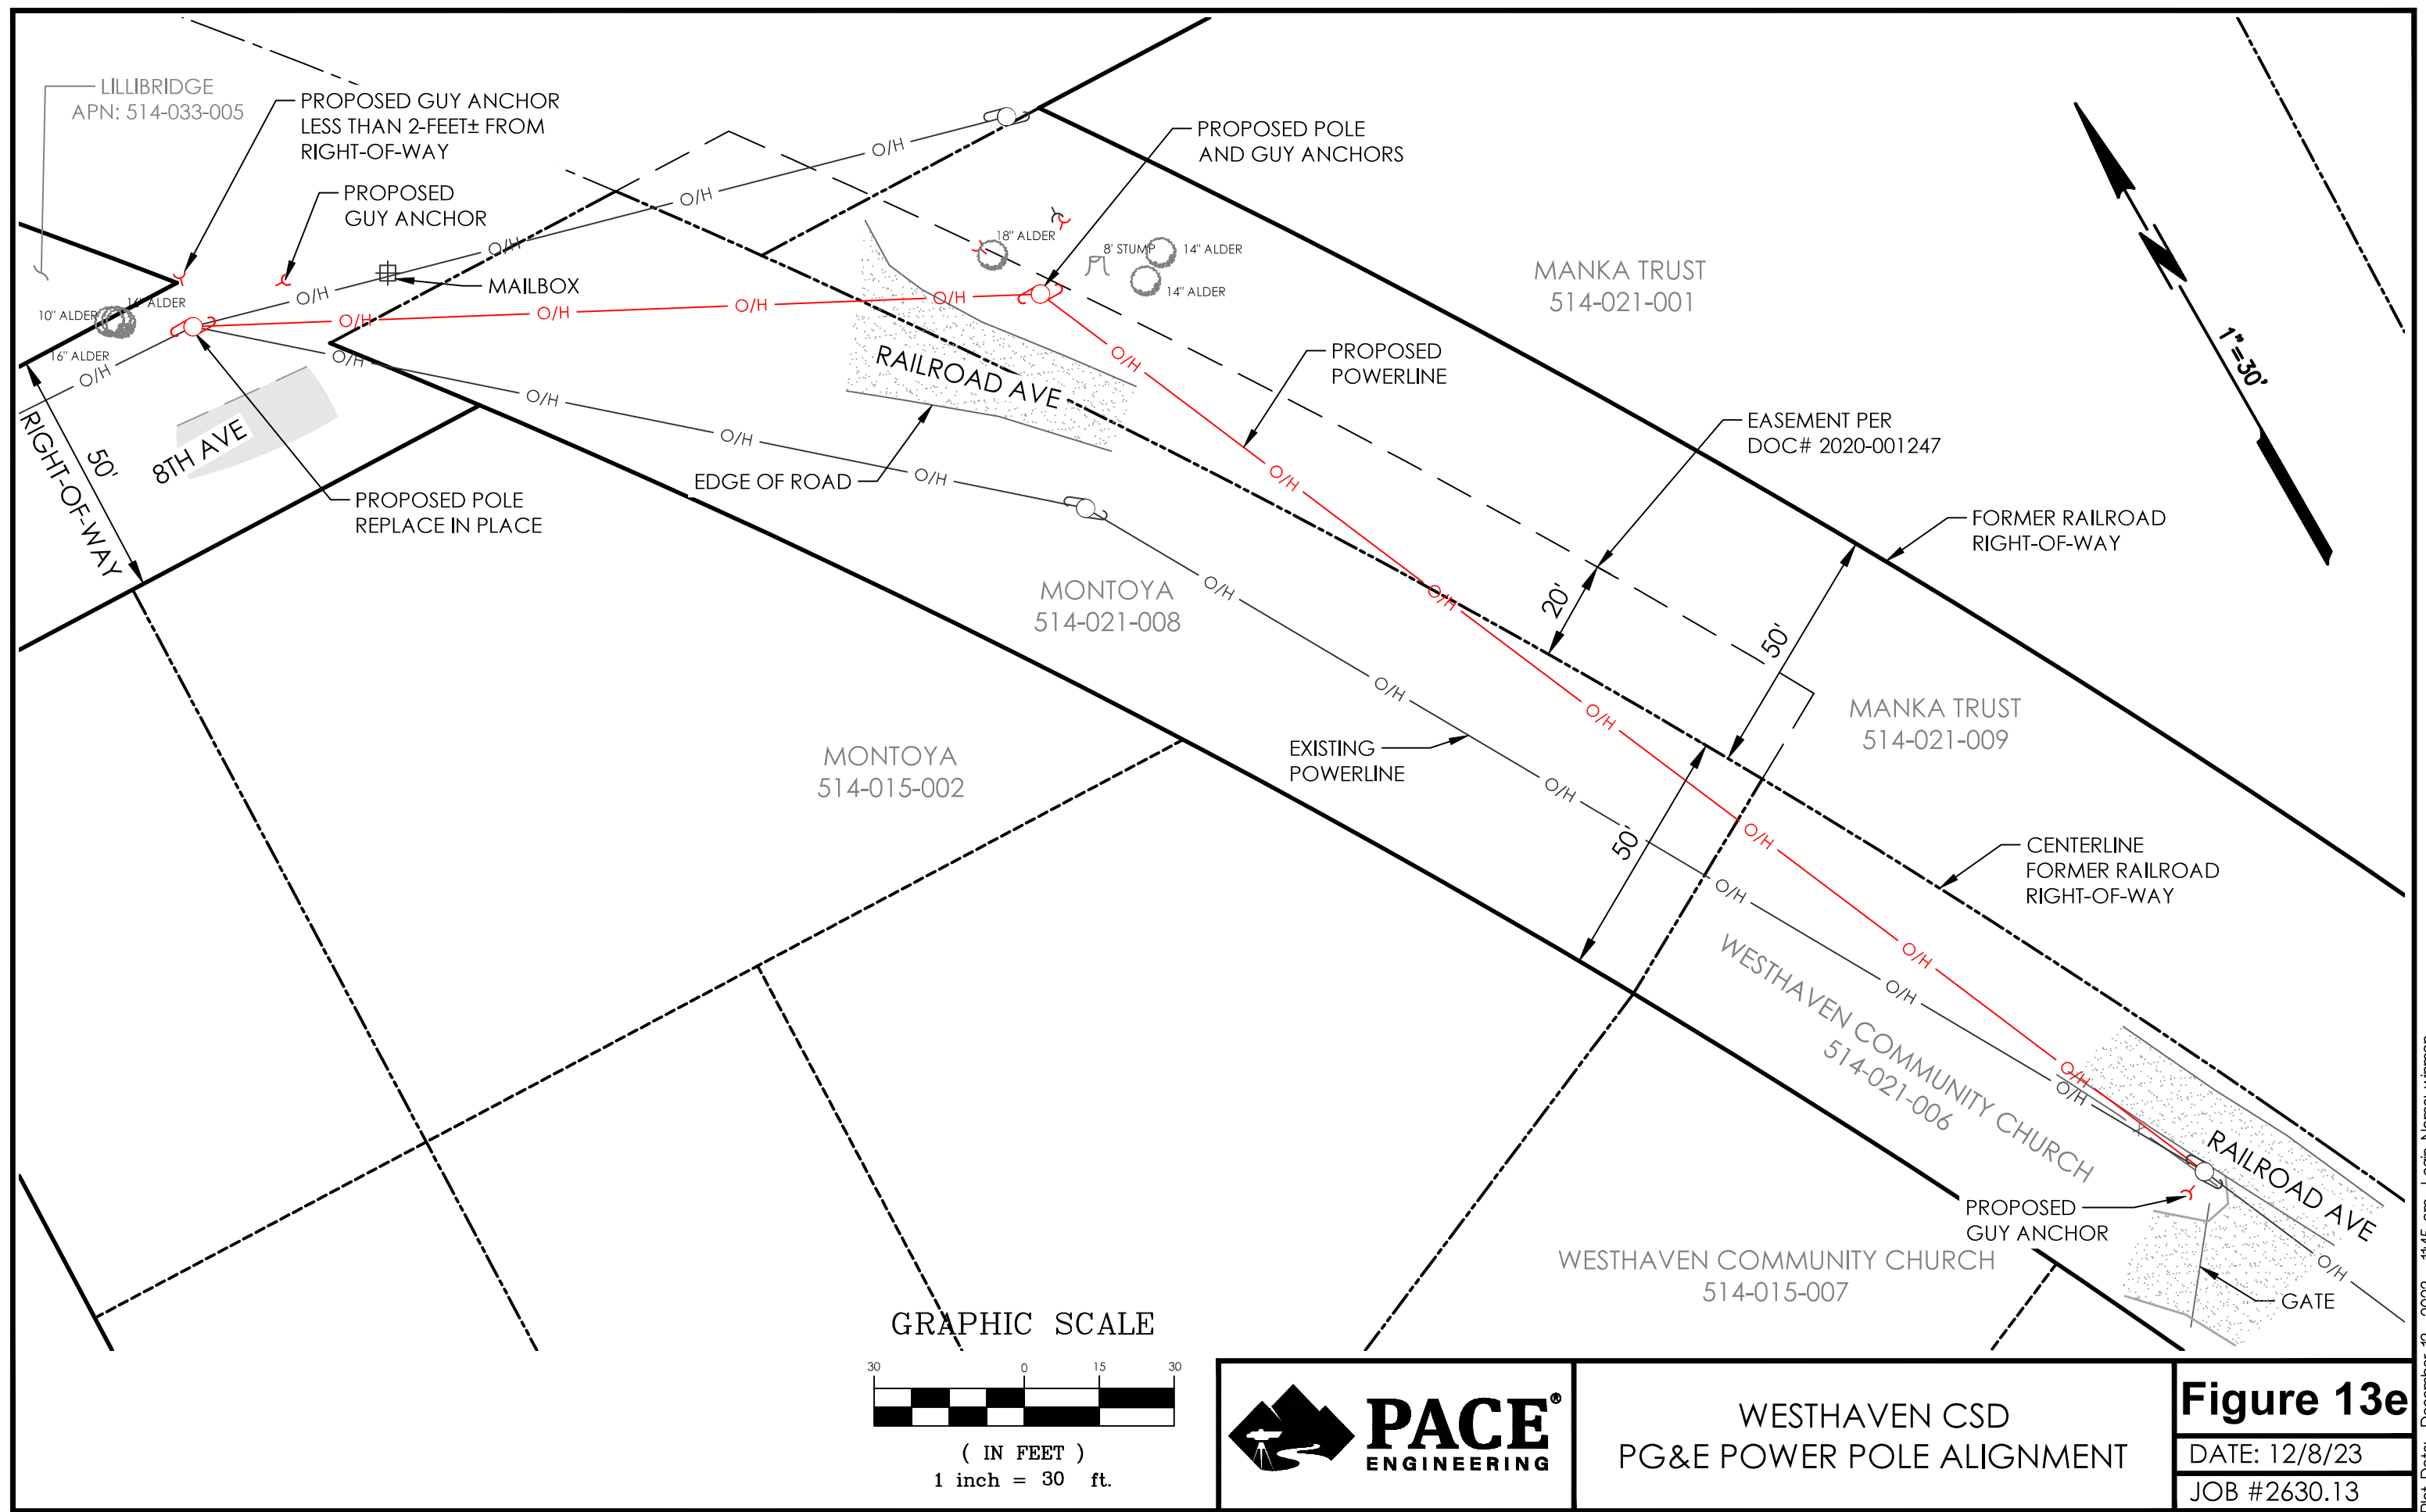 LILLIBRIDGE
APN: 514-033-005
PROPOSED GUY ANCHOR
LESS THAN 2-FEET± FROM
RIGHT-OF-WAY
PROPOSED
GUY ANCHOR
MAILBOX
O/H
O/H
O/H
O/H
PROPOSED POLE
AND GUY ANCHORS
18" ALDER
8' STUMP
14" ALDER
14" ALDER
MANKA TRUST
514-021-001
1"=30'
10" ALDER
16" ALDER
16" ALDER
O/H
O/H
O/H
O/H
O/H
O/H
O/H
O/H
O/H
O/H
RAILROAD AVE
PROPOSED
POWERLINE
EASEMENT PER
DOC# 2020-001247
8TH AVE
50'
RIGHT-OF-WAY
EDGE OF ROAD
PROPOSED POLE
REPLACE IN PLACE
FORMER RAILROAD
RIGHT-OF-WAY
MONTOYA
514-021-008
O/H
O/H
O/H
O/H
O/H
20'
50'
MANKA TRUST
514-021-009
MONTOYA
514-015-002
EXISTING
POWERLINE
50'
O/H
O/H
O/H
O/H
CENTERLINE
FORMER RAILROAD
RIGHT-OF-WAY
WESTHAVEN COMMUNITY CHURCH
514-021-006
O/H
O/H
RAILROAD AVE
PROPOSED
GUY ANCHOR
O/H
WESTHAVEN COMMUNITY CHURCH
514-015-007
GATE
GRAPHIC SCALE
30 0 15 30
( IN FEET )
1 inch = 30 ft.
PACE®
ENGINEERING
WESTHAVEN CSD
PG&E POWER POLE ALIGNMENT
Figure 13e
DATE: 12/8/23
JOB #2630.13